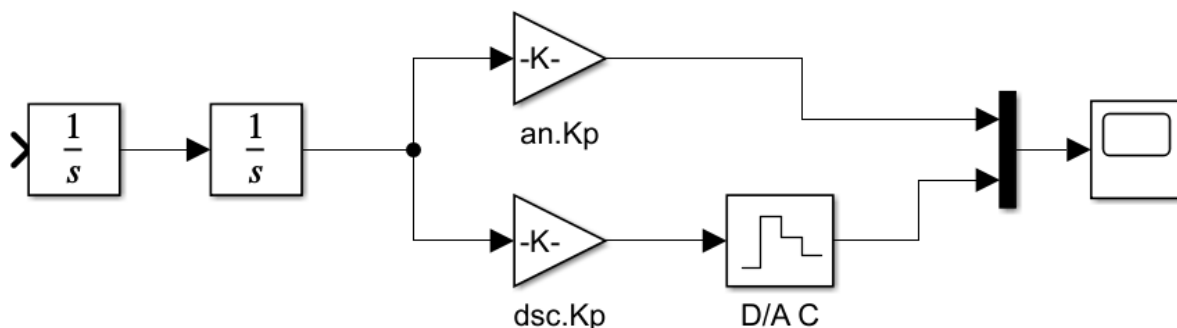 1
s
1
s
-K-
an.Kp
-K-
dsc.Kp
D/A C